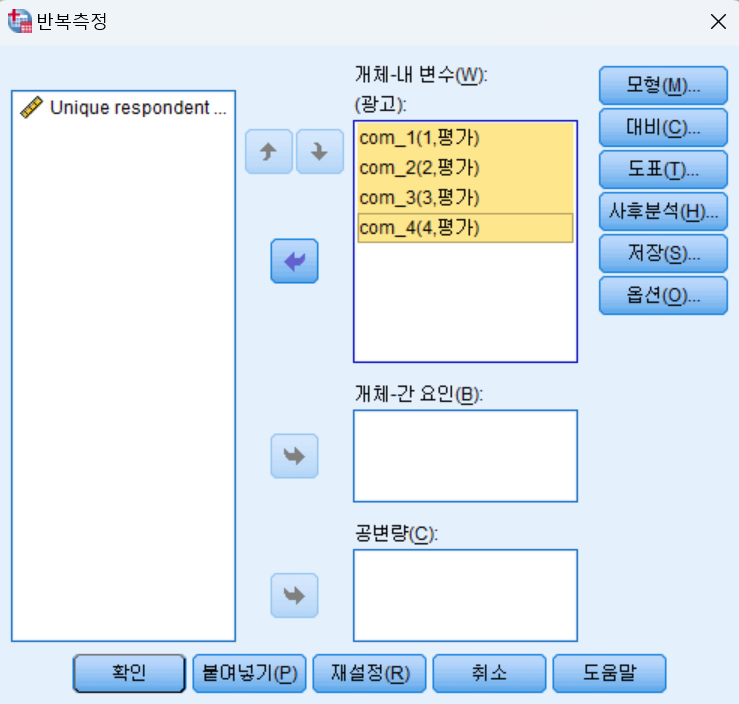 반복측정
Unique respondent ...
개체-내 변수(W):
(광고):
com_1(1,평가)
com_2(2,평가)
com_3(3,평가)
com_4(4,평가)
개체-간 요인(B):
공변량(C):
모형(M)...
대비(C)...
도표(T)...
사후분석(H)...
저장(S)...
옵션(O)...
확인
붙여넣기(P)
재설정(R)
취소
도움말